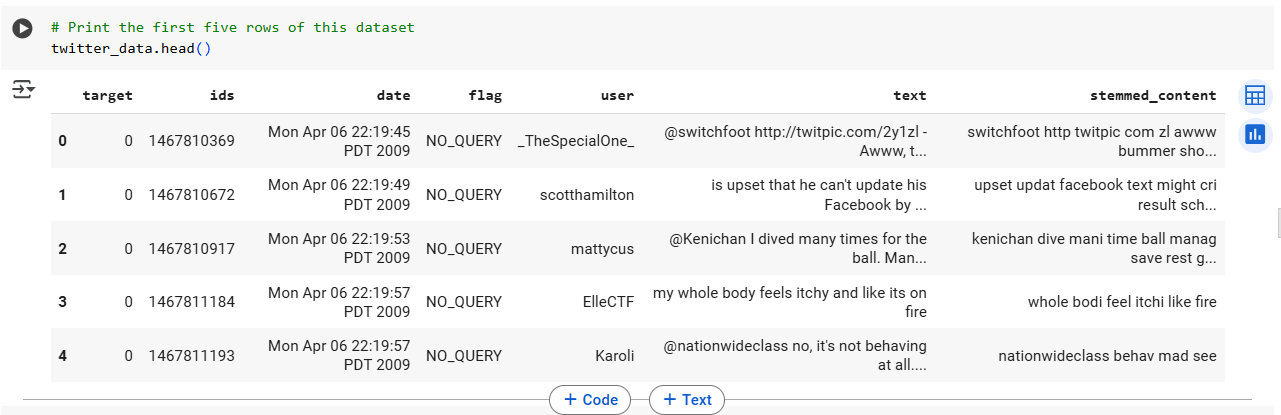 # Print the first five rows of this dataset
twitter_data.head()
target ids date flag user text stemmed_content
0 0 1467810369 Mon Apr 06 22:19:45 PDT 2009 NO_QUERY _TheSpecialOne_ @switchfoot http://twitpic.com/2y1zl - Awww, t... switchfoot http twitpic com zl awww bummer sho...
1 0 1467810672 Mon Apr 06 22:19:49 PDT 2009 NO_QUERY scotthamilton is upset that he can't update his Facebook by ... upset updat facebook text might cri result sch...
2 0 1467810917 Mon Apr 06 22:19:53 PDT 2009 NO_QUERY mattycus @Kenichan I dived many times for the ball. Man... kenichan dive mani time ball manag save rest g...
3 0 1467811184 Mon Apr 06 22:19:57 PDT 2009 NO_QUERY ElleCTF my whole body feels itchy and like its on fire whole bodi feel itchi like fire
4 0 1467811193 Mon Apr 06 22:19:57 PDT 2009 NO_QUERY Karoli @nationwideclass no, it's not behaving at all.... nationwideclass behav mad see
+ Code + Text